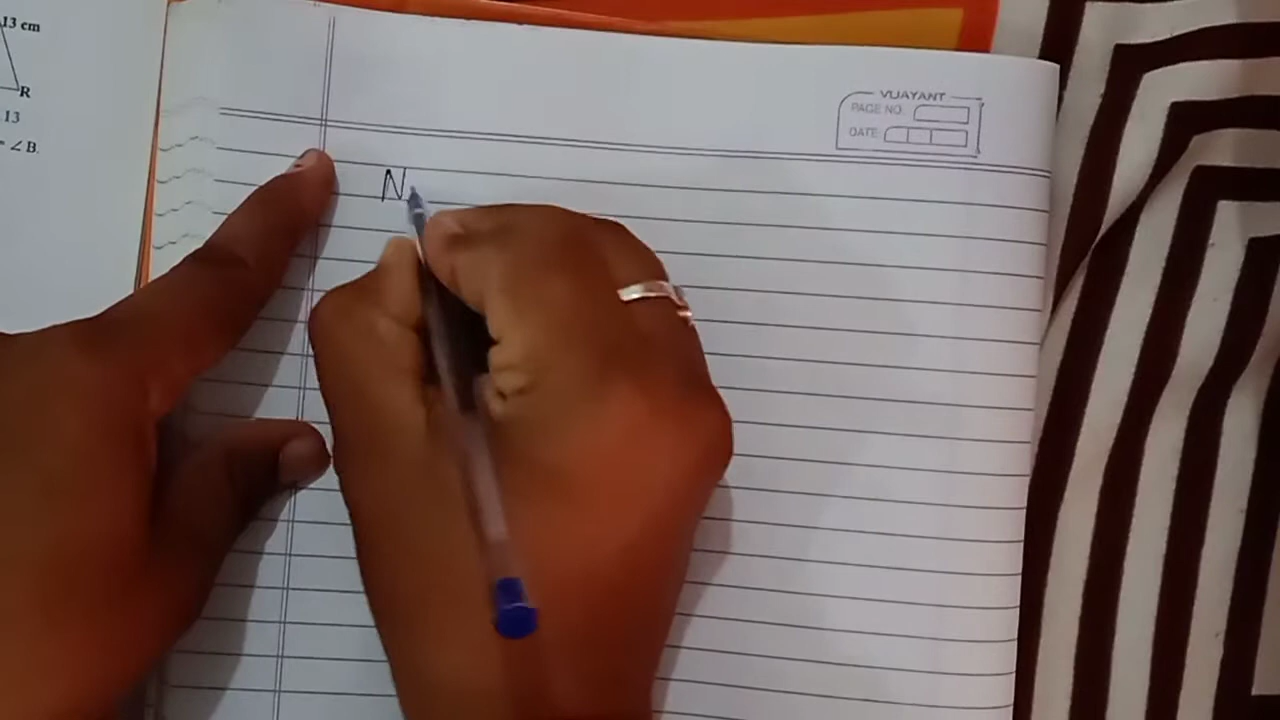 13 cm
R
13
= ∠B.
VIJAYANT
PAGE NO.
DATE:
N